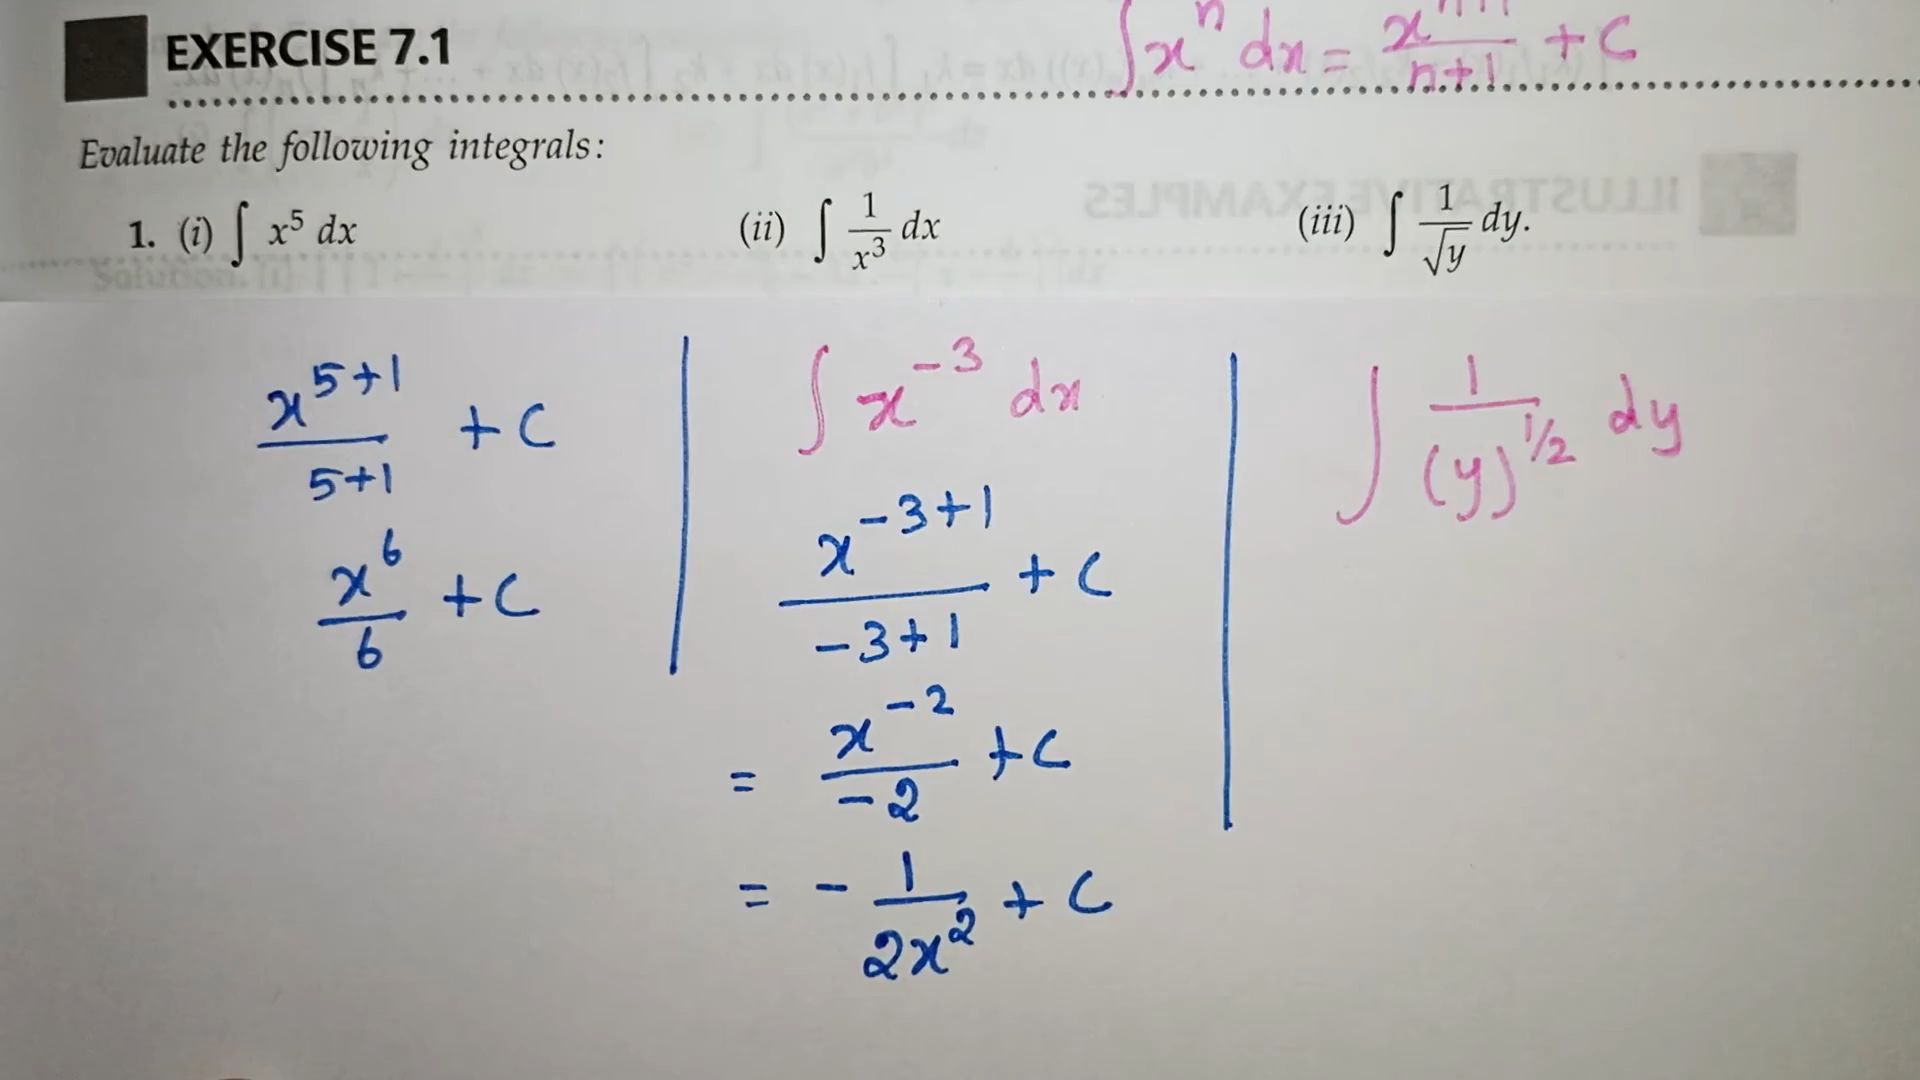 EXERCISE 7.1
∫xⁿ dx = xⁿ⁺¹/n+1 + C
Evaluate the following integrals:
1. (i) ∫ x⁵ dx
(ii) ∫ 1/x³ dx
(iii) ∫ 1/√y dy.
x⁵⁺¹/5+1 + C
x⁶/6 + C
∫ x⁻³ dx
x⁻³⁺¹/-3+1 + C
= x⁻²/-2 + C
= - 1/2x² + C
∫ 1/(y)^1/2 dy
ILLUSTRATIVE EXAMPLES